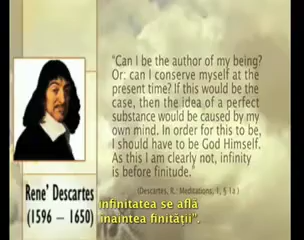 "Can I be the author of my being?
Or: can I conserve myself at the
present time? If this would be the
case, then the idea of a perfect
substance would be caused by my
own mind. In order for this to be,
I should have to be God Himself.
As this I am clearly not, infinity
is before finitude."
(Descartes, R.: Meditations; 1, § 1a)
Rene' Descartes
(1596 – 1650)
infinitatea se află
înaintea finităţii".